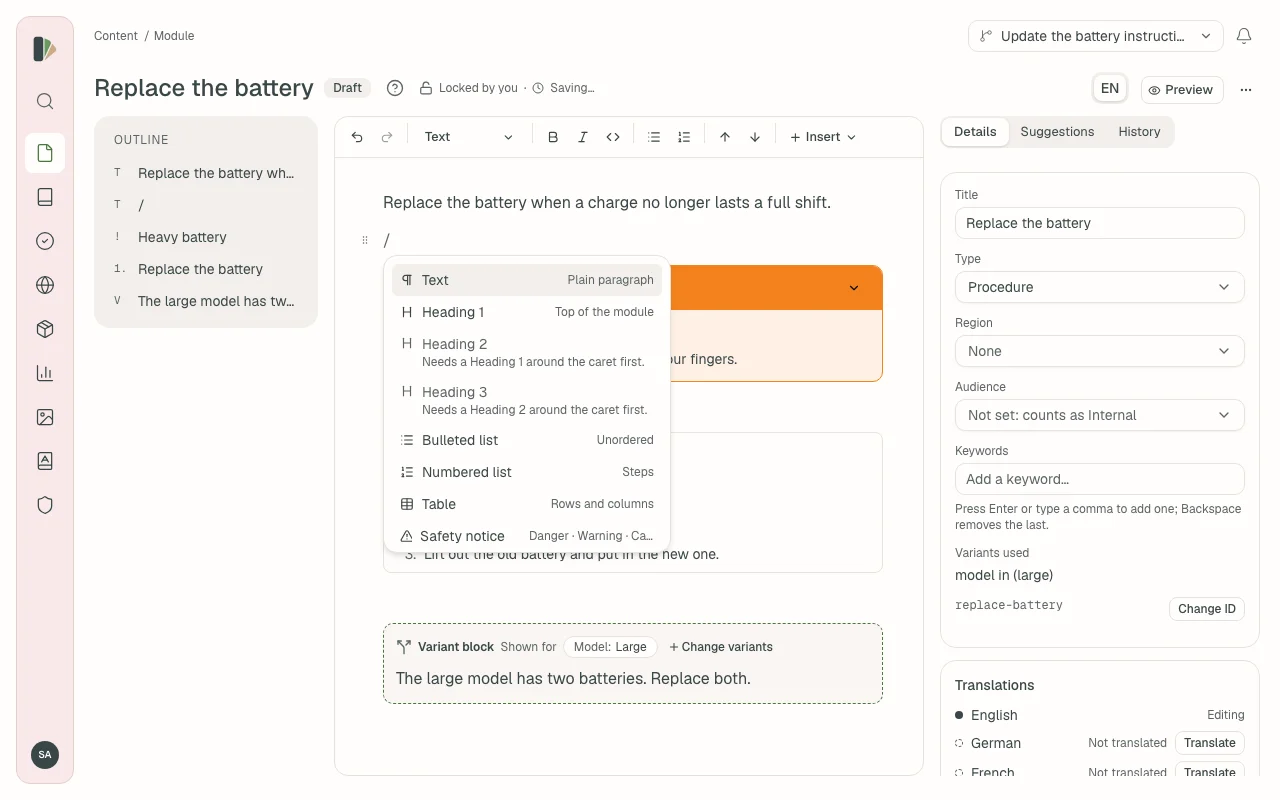 Content / Module
Update the battery instructi…
Replace the battery
Draft
Locked by you · Saving…
EN
Preview
OUTLINE
T Replace the battery wh…
T /
! Heavy battery
1. Replace the battery
V The large model has tw…
Text
Insert
Replace the battery when a charge no longer lasts a full shift.
/
Text Plain paragraph
Heading 1 Top of the module
Heading 2
Needs a Heading 1 around the caret first.
Heading 3
Needs a Heading 2 around the caret first.
Bulleted list Unordered
Numbered list Steps
Table Rows and columns
Safety notice Danger · Warning · Ca…
fingers.
3. Lift out the old battery and put in the new one.
Variant block Shown for Model: Large + Change variants
The large model has two batteries. Replace both.
Details Suggestions History
Title
Replace the battery
Type
Procedure
Region
None
Audience
Not set: counts as Internal
Keywords
Add a keyword…
Press Enter or type a comma to add one; Backspace
removes the last.
Variants used
model in (large)
replace-battery
Change ID
Translations
English Editing
German Not translated Translate
French Not translated Translate
SA